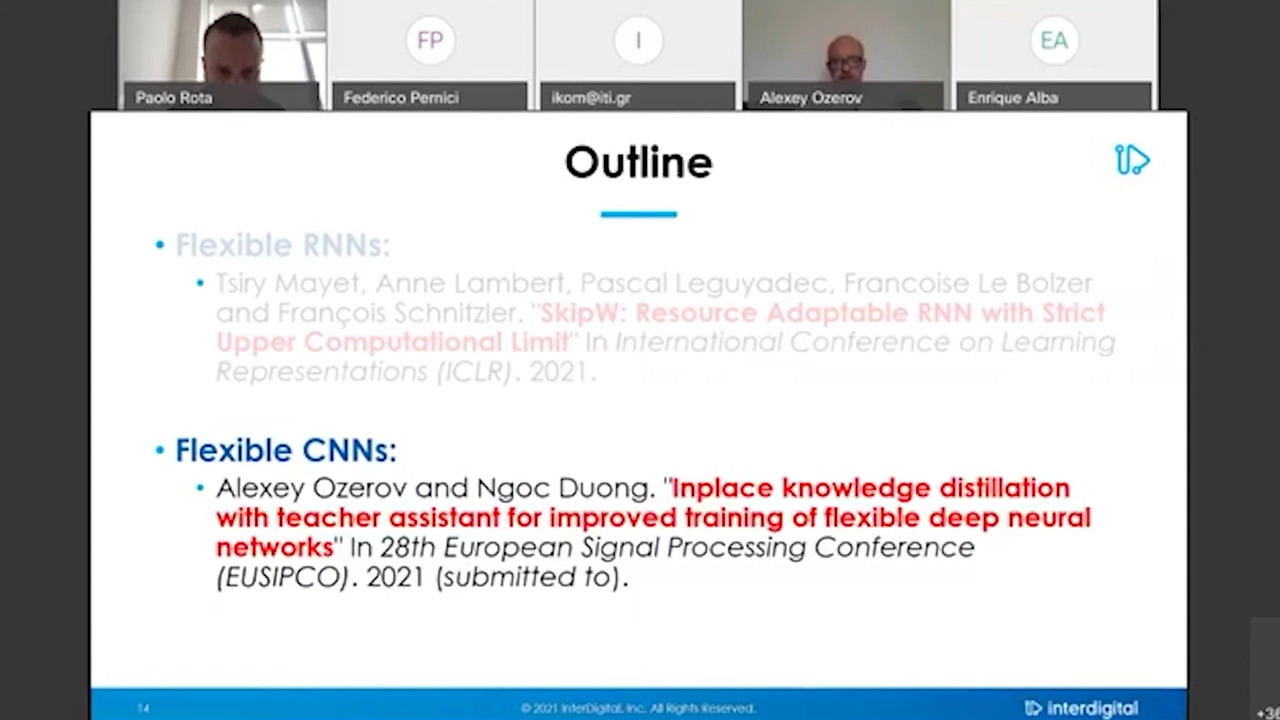 FP
I
EA
Paolo Rota
Federico Pernici
ikom@iti.gr
Alexey Ozerov
Enrique Alba
Outline
• Flexible RNNs:
• Tsiry Mayet, Anne Lambert, Pascal Leguyadec, Francoise Le Bolzer
and François Schnitzler. "SkipW: Resource Adaptable RNN with Strict
Upper Computational Limit" In International Conference on Learning
Representations (ICLR). 2021.
• Flexible CNNs:
• Alexey Ozerov and Ngoc Duong. "Inplace knowledge distillation
with teacher assistant for improved training of flexible deep neural
networks" In 28th European Signal Processing Conference
(EUSIPCO). 2021 (submitted to).
14
© 2021 InterDigital, Inc. All Rights Reserved.
interdigital